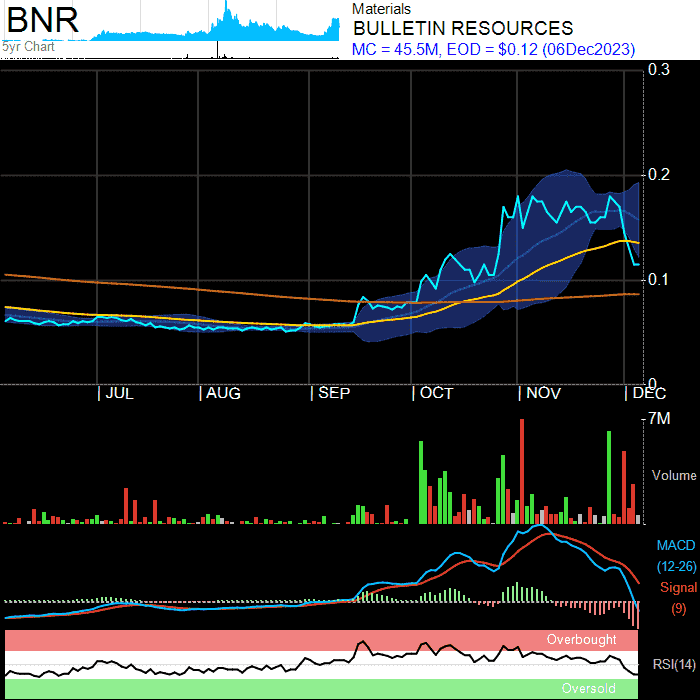 BNR
5yr Chart
Materials
BULLETIN RESOURCES
MC = 45.5M, EOD = $0.12 (06Dec2023)
0.3
0.2
0.1
0
| JUL
| AUG
| SEP
| OCT
| NOV
| DEC
7M
Volume
MACD
(12-26)
Signal
(9)
Overbought
RSI(14)
Oversold